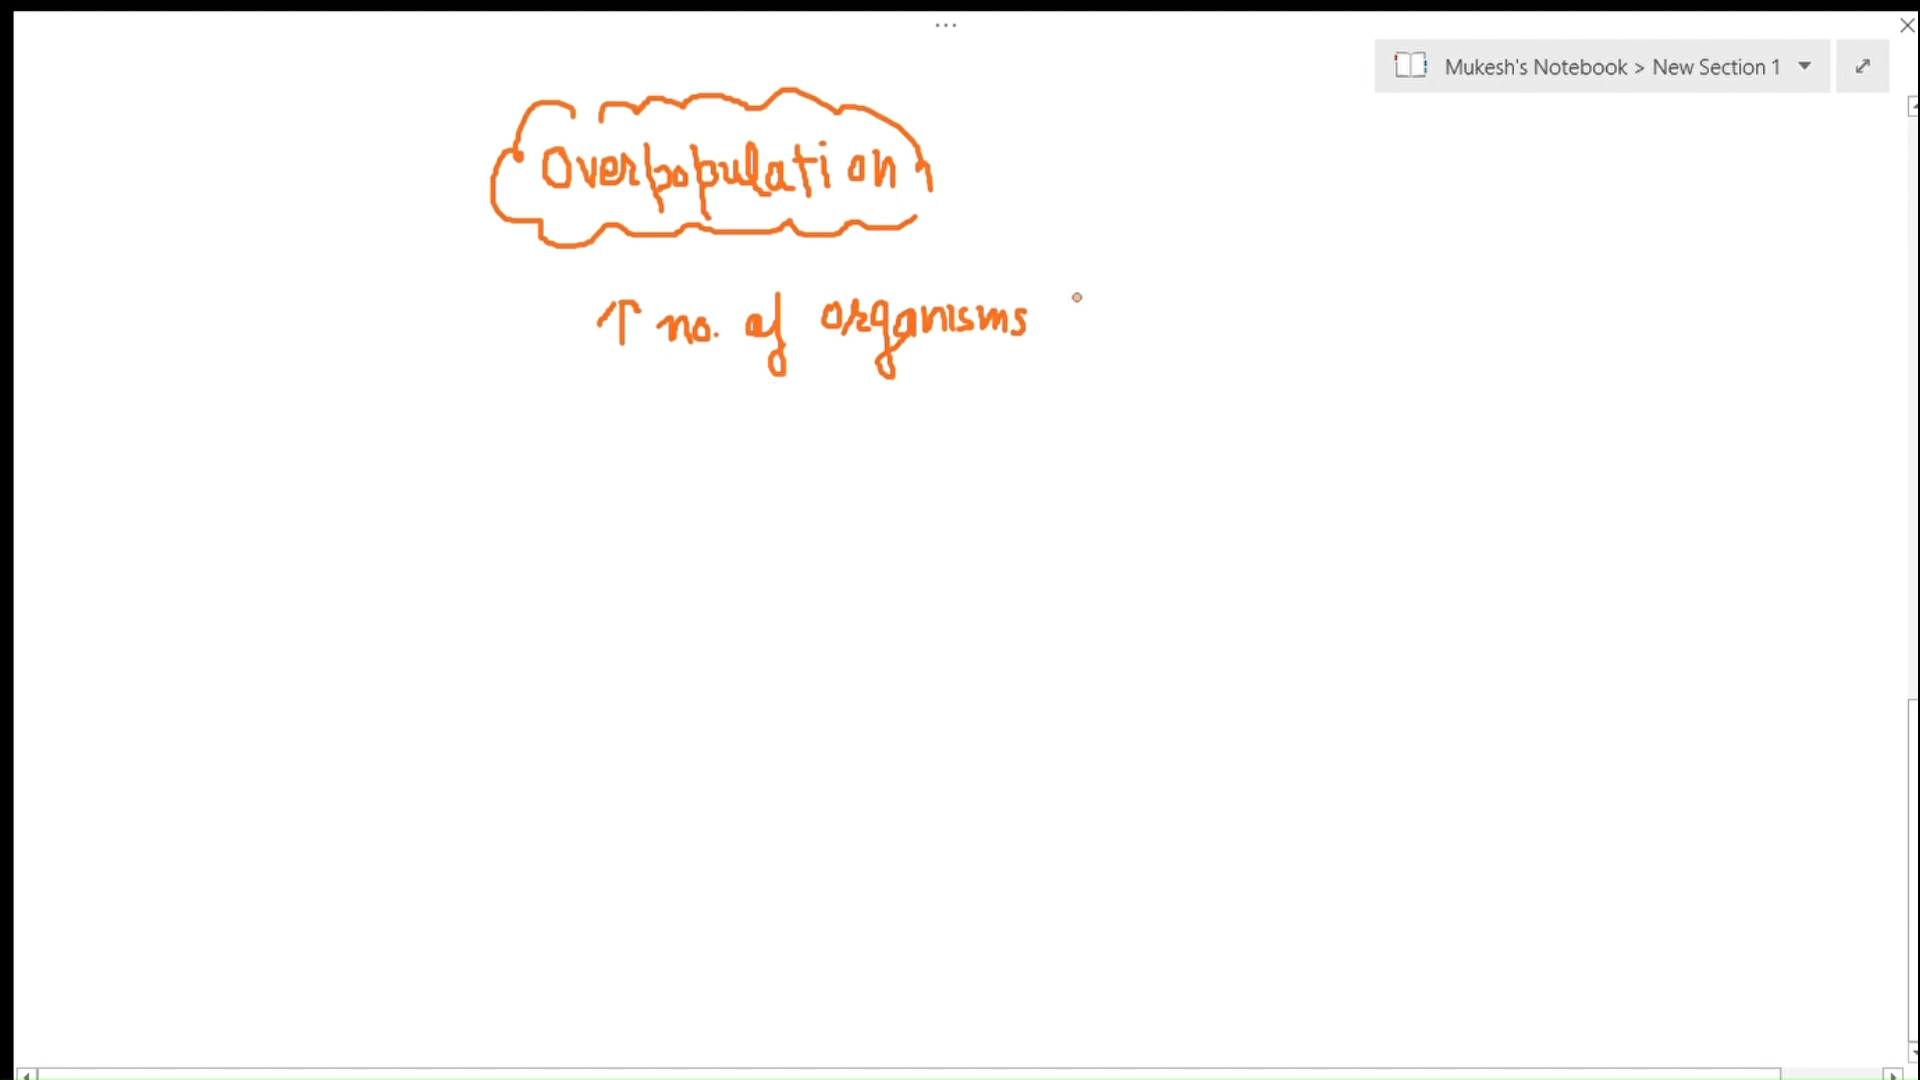 ...
Mukesh's Notebook > New Section 1
Overpopulation
↑ no. of organisms